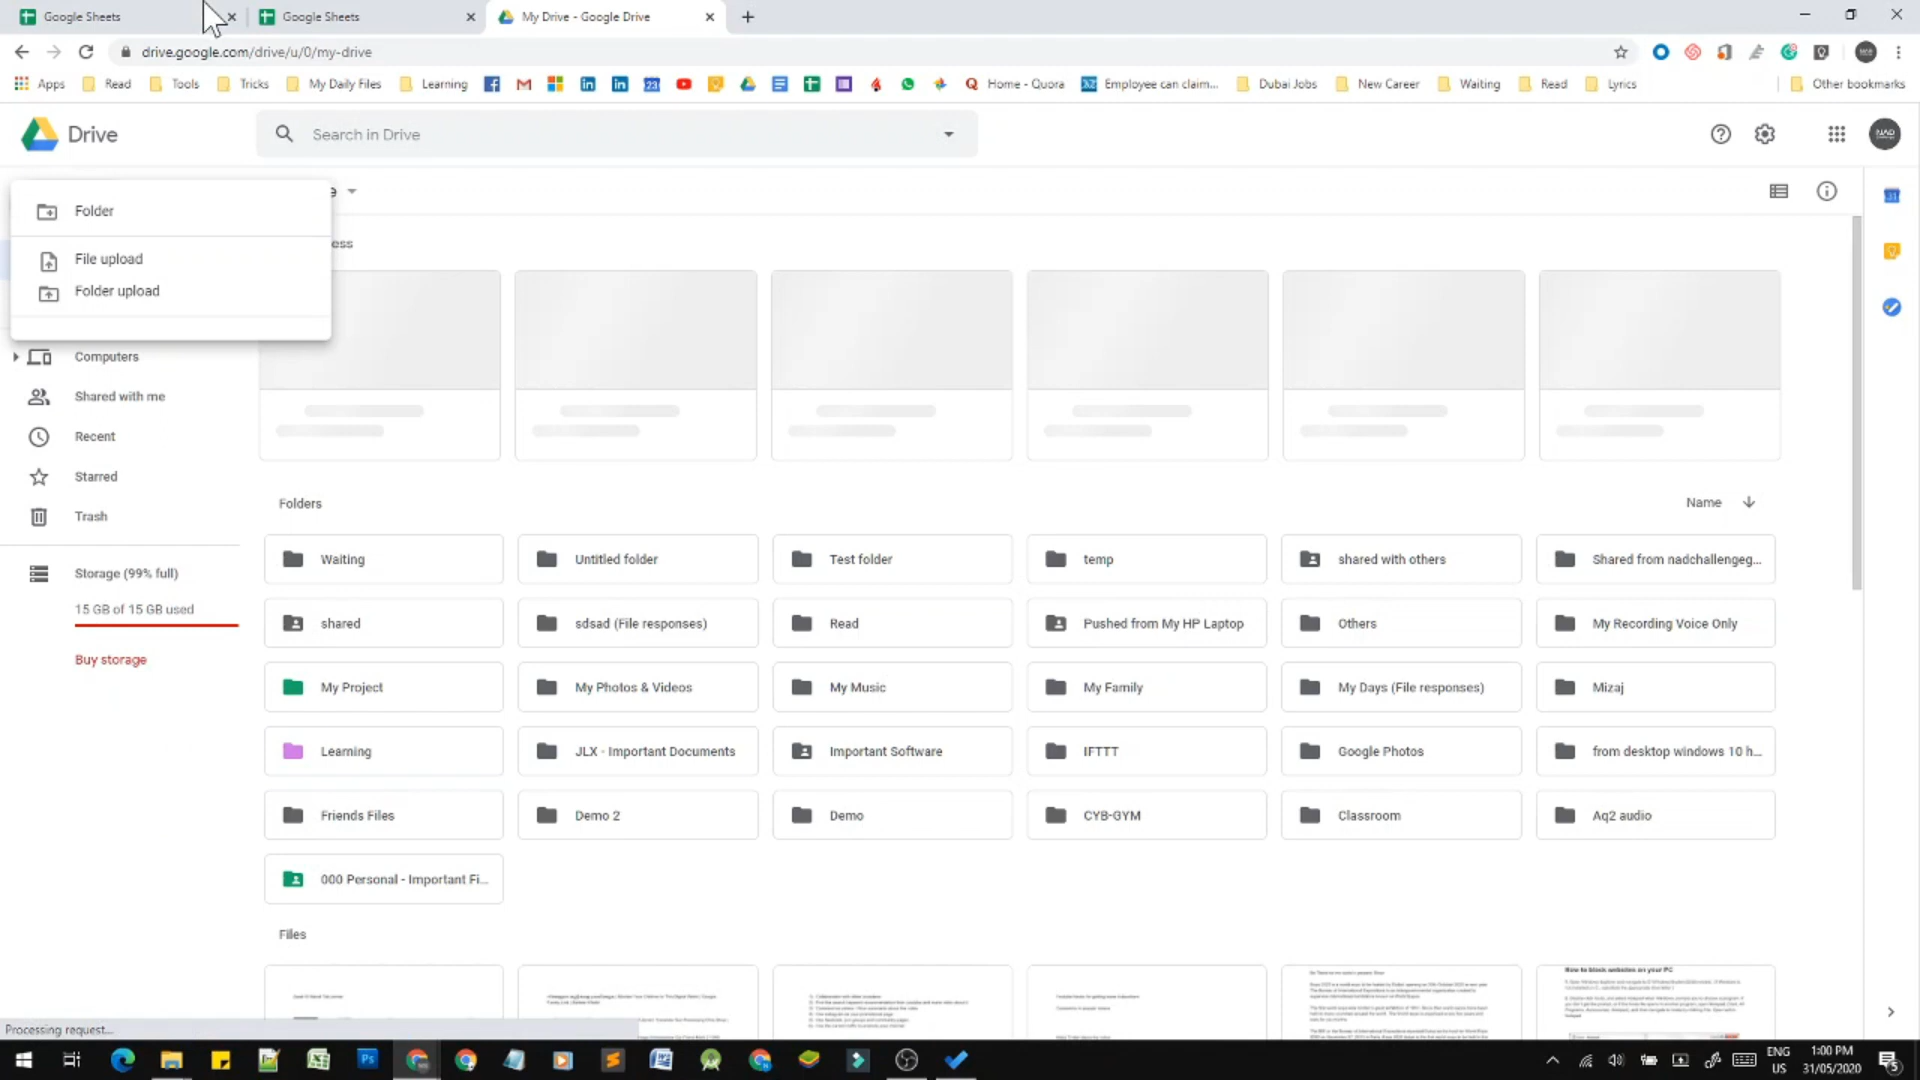 Google Sheets
Google Sheets
My Drive - Google Drive
drive.google.com/drive/u/0/my-drive
Apps Read Tools Tricks My Daily Files Learning Home - Quora Employee can claim... Dubai Jobs New Career Waiting Read Lyrics Other bookmarks
Drive
Search in Drive
Folder
File upload
Folder upload
Computers
Shared with me
Recent
Starred
Trash
Storage (99% full)
15 GB of 15 GB used
Buy storage
Folders
Name
Waiting
Untitled folder
Test folder
temp
shared with others
Shared from nadchallengeg...
shared
sdsad (File responses)
Read
Pushed from My HP Laptop
Others
My Recording Voice Only
My Project
My Photos & Videos
My Music
My Family
My Days (File responses)
Mizaj
Learning
JLX - Important Documents
Important Software
IFTTT
Google Photos
from desktop windows 10 h...
Friends Files
Demo 2
Demo
CYB-GYM
Classroom
Aq2 audio
000 Personal - Important Fi...
Files
How to block websites on your PC
Processing request...
ENG
US
1:00 PM
31/05/2020